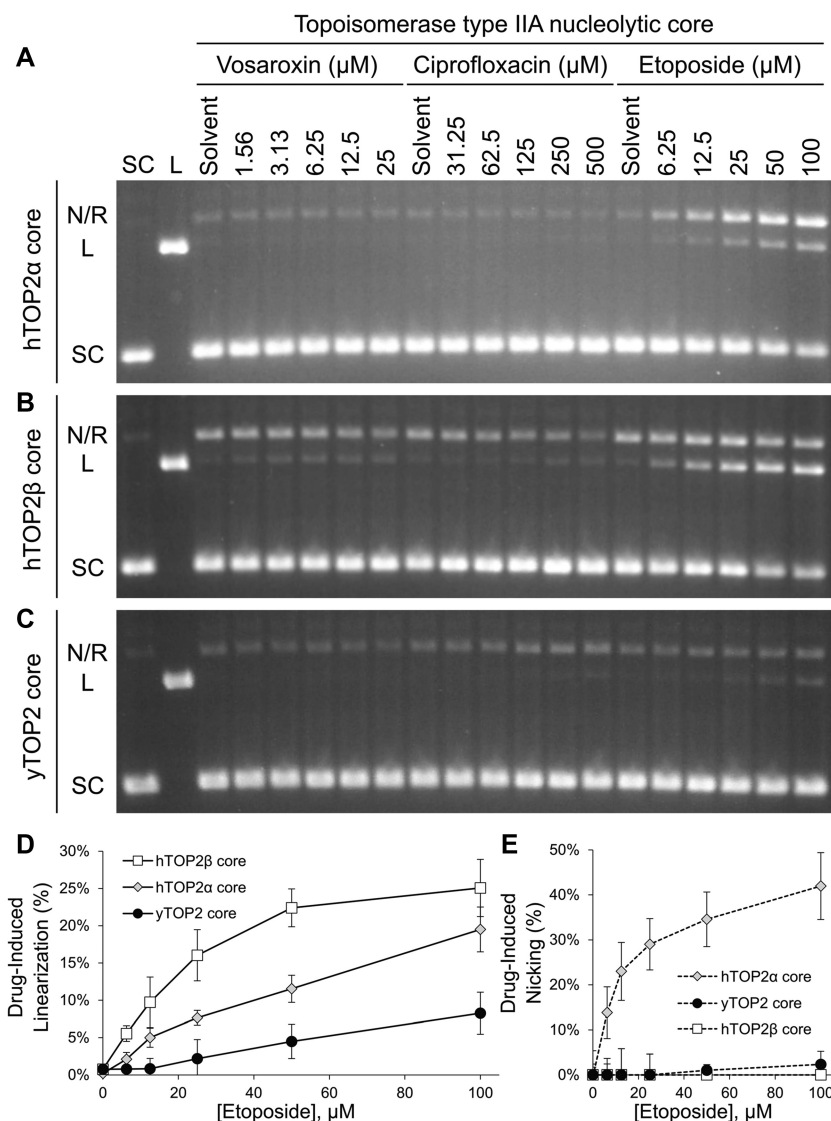 Topoisomerase type IIA nucleolytic core
A
Vosaroxin (µM) Ciprofloxacin (µM) Etoposide (µM)
SC L Solvent 1.56 3.13 6.25 12.5 25 Solvent 31.25 62.5 125 250 500 Solvent 6.25 12.5 25 50 100
hTOP2α core
N/R
L
SC
B
hTOP2β core
N/R
L
SC
C
yTOP2 core
N/R
L
SC
D
Drug-Induced
Linearization (%)
30%
25%
20%
15%
10%
5%
0%
hTOP2β core
hTOP2α core
yTOP2 core
0 20 40 60 80 100
[Etoposide], µM
E
Drug-Induced
Nicking (%)
50%
40%
30%
20%
10%
0%
hTOP2α core
yTOP2 core
hTOP2β core
0 20 40 60 80 100
[Etoposide], µM